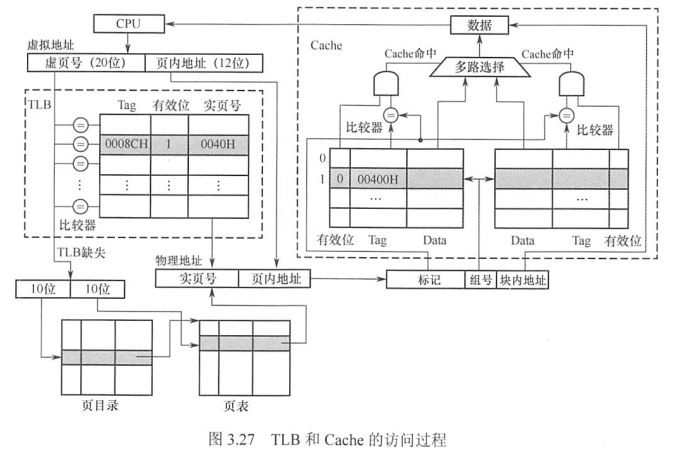 CPU
数据
Cache
虚拟地址
虚页号（20位） 页内地址（12位）
Cache命中 Cache命中
多路选择
TLB
Tag 有效位 实页号
0008CH 1 0040H
比较器 比较器
0
1 0 00400H
⋮ ⋮ ⋮
… …
比较器
有效位 Tag Data Data Tag 有效位
TLB缺失
物理地址
实页号 页内地址 标记 组号 块内地址
10位 10位
页目录 页表
图 3.27 TLB 和 Cache 的访问过程